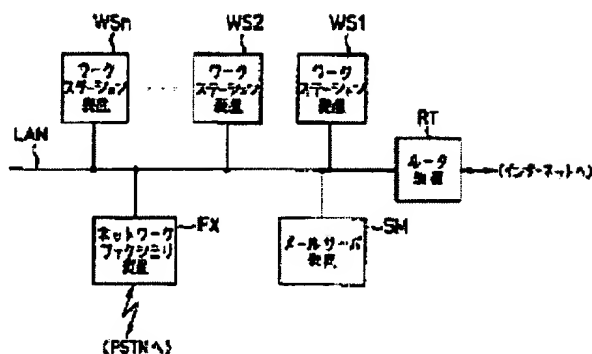 WSn
WS2
WS1
ワーク
ステーション
装置
. . .
ワーク
ステーション
装置
ワーク
ステーション
装置
LAN
RT
ルータ
装置
(インターネットへ)
FX
ネットワーク
ファクシミリ
装置
SM
メールサーバ
装置
(PSTNへ)